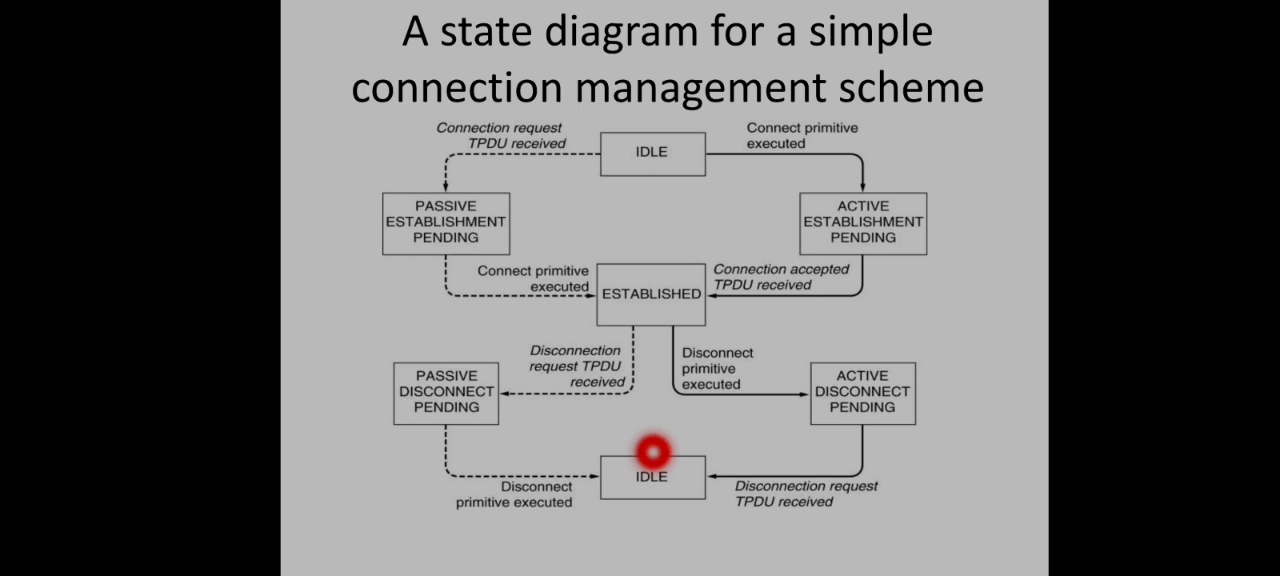 A state diagram for a simple
connection management scheme
Connection request
TPDU received
IDLE
Connect primitive
executed
PASSIVE
ESTABLISHMENT
PENDING
ACTIVE
ESTABLISHMENT
PENDING
Connect primitive
executed
ESTABLISHED
Connection accepted
TPDU received
Disconnection
request TPDU
received
Disconnect
primitive
executed
PASSIVE
DISCONNECT
PENDING
ACTIVE
DISCONNECT
PENDING
IDLE
Disconnect
primitive executed
Disconnection request
TPDU received